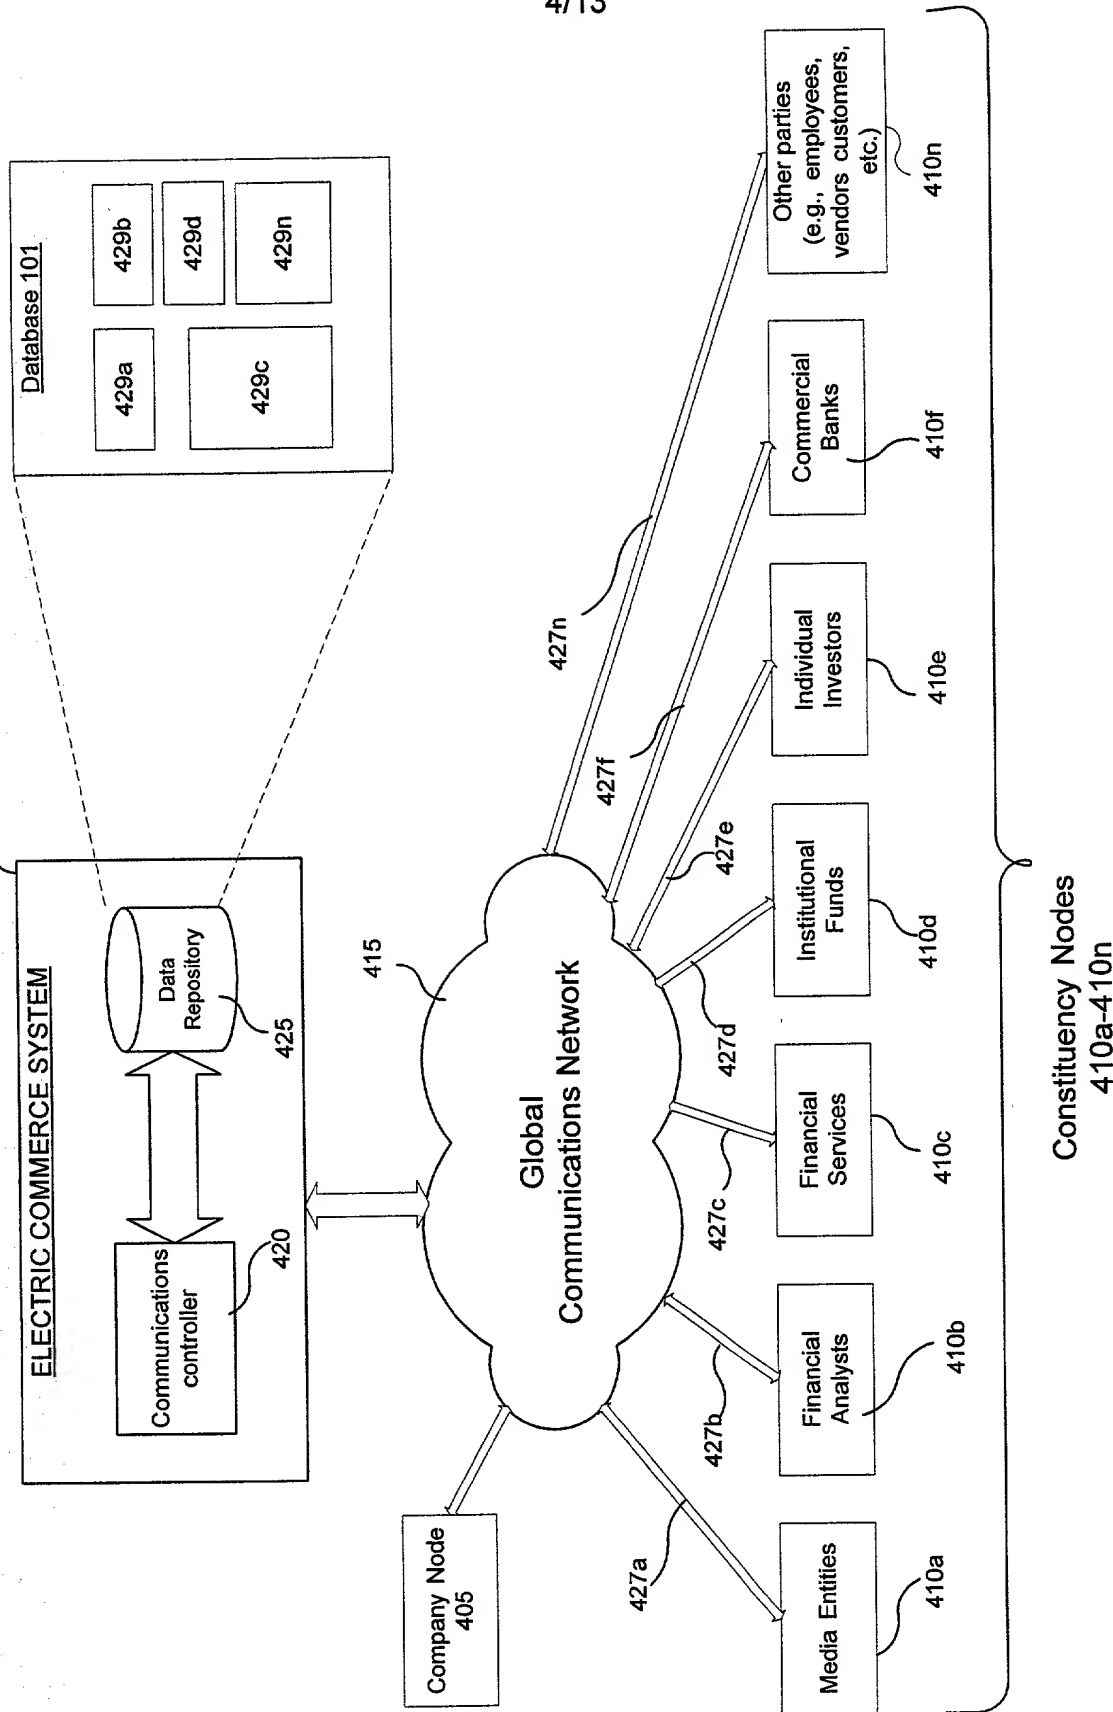 4/13
ELECTRIC COMMERCE SYSTEM
Communications
controller
420
Data
Repository
425
Database 101
429a
429b
429c
429d
429n
Company Node
405
415
Global
Communications Network
427a
427b
427c
427d
427e
427f
427n
Media Entities
410a
Financial
Analysts
410b
Financial
Services
410c
Institutional
Funds
410d
Individual
Investors
410e
Commercial
Banks
410f
Other parties
(e.g., employees,
vendors customers,
etc.)
410n
Constituency Nodes
410a-410n